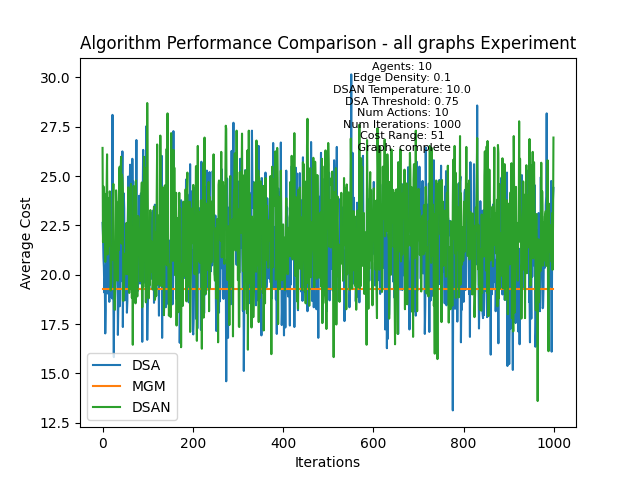 Algorithm Performance Comparison - all graphs Experiment
Agents: 10
Edge Density: 0.1
DSAN Temperature: 10.0
DSA Threshold: 0.75
Num Actions: 10
Num Iterations: 1000
Cost Range: 51
Graph: complete
30.0
27.5
25.0
22.5
20.0
17.5
15.0
12.5
Average Cost
DSA
MGM
DSAN
0
200
400
600
800
1000
Iterations